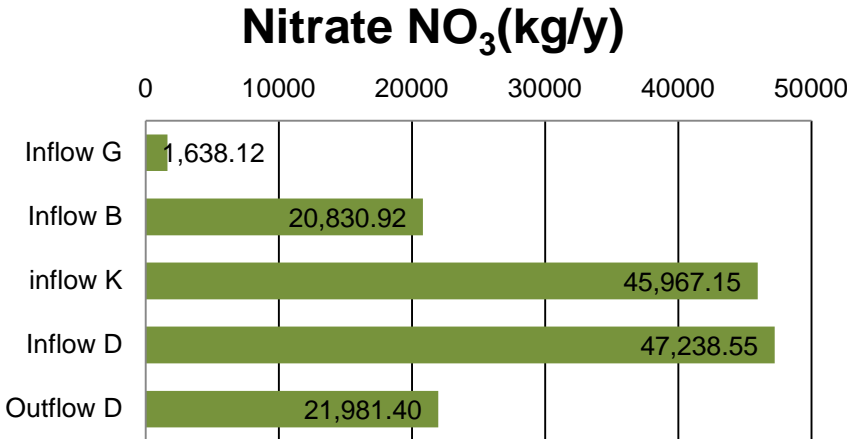 Nitrate NO₃(kg/y)
0 10000 20000 30000 40000 50000
Inflow G 1,638.12
Inflow B 20,830.92
inflow K 45,967.15
Inflow D 47,238.55
Outflow D 21,981.40